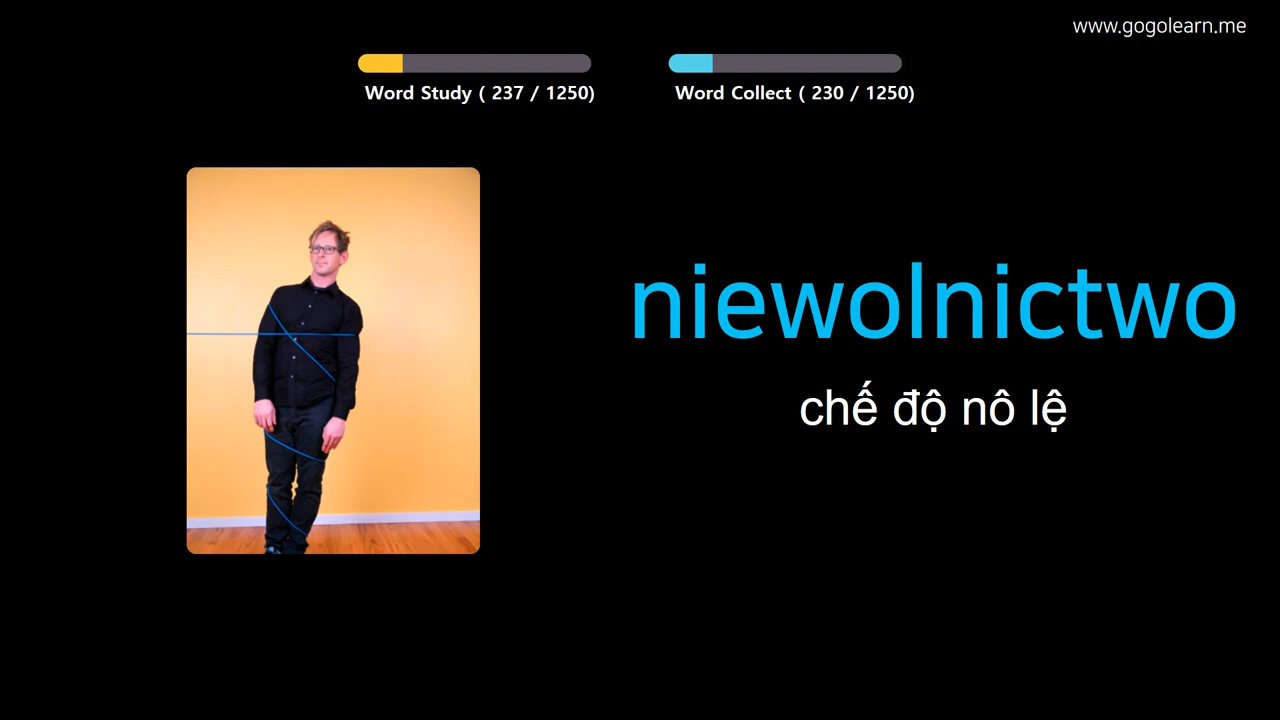 www.gogolearn.me
Word Study ( 237 / 1250)
Word Collect ( 230 / 1250)
niewolnictwo
chế độ nô lệ